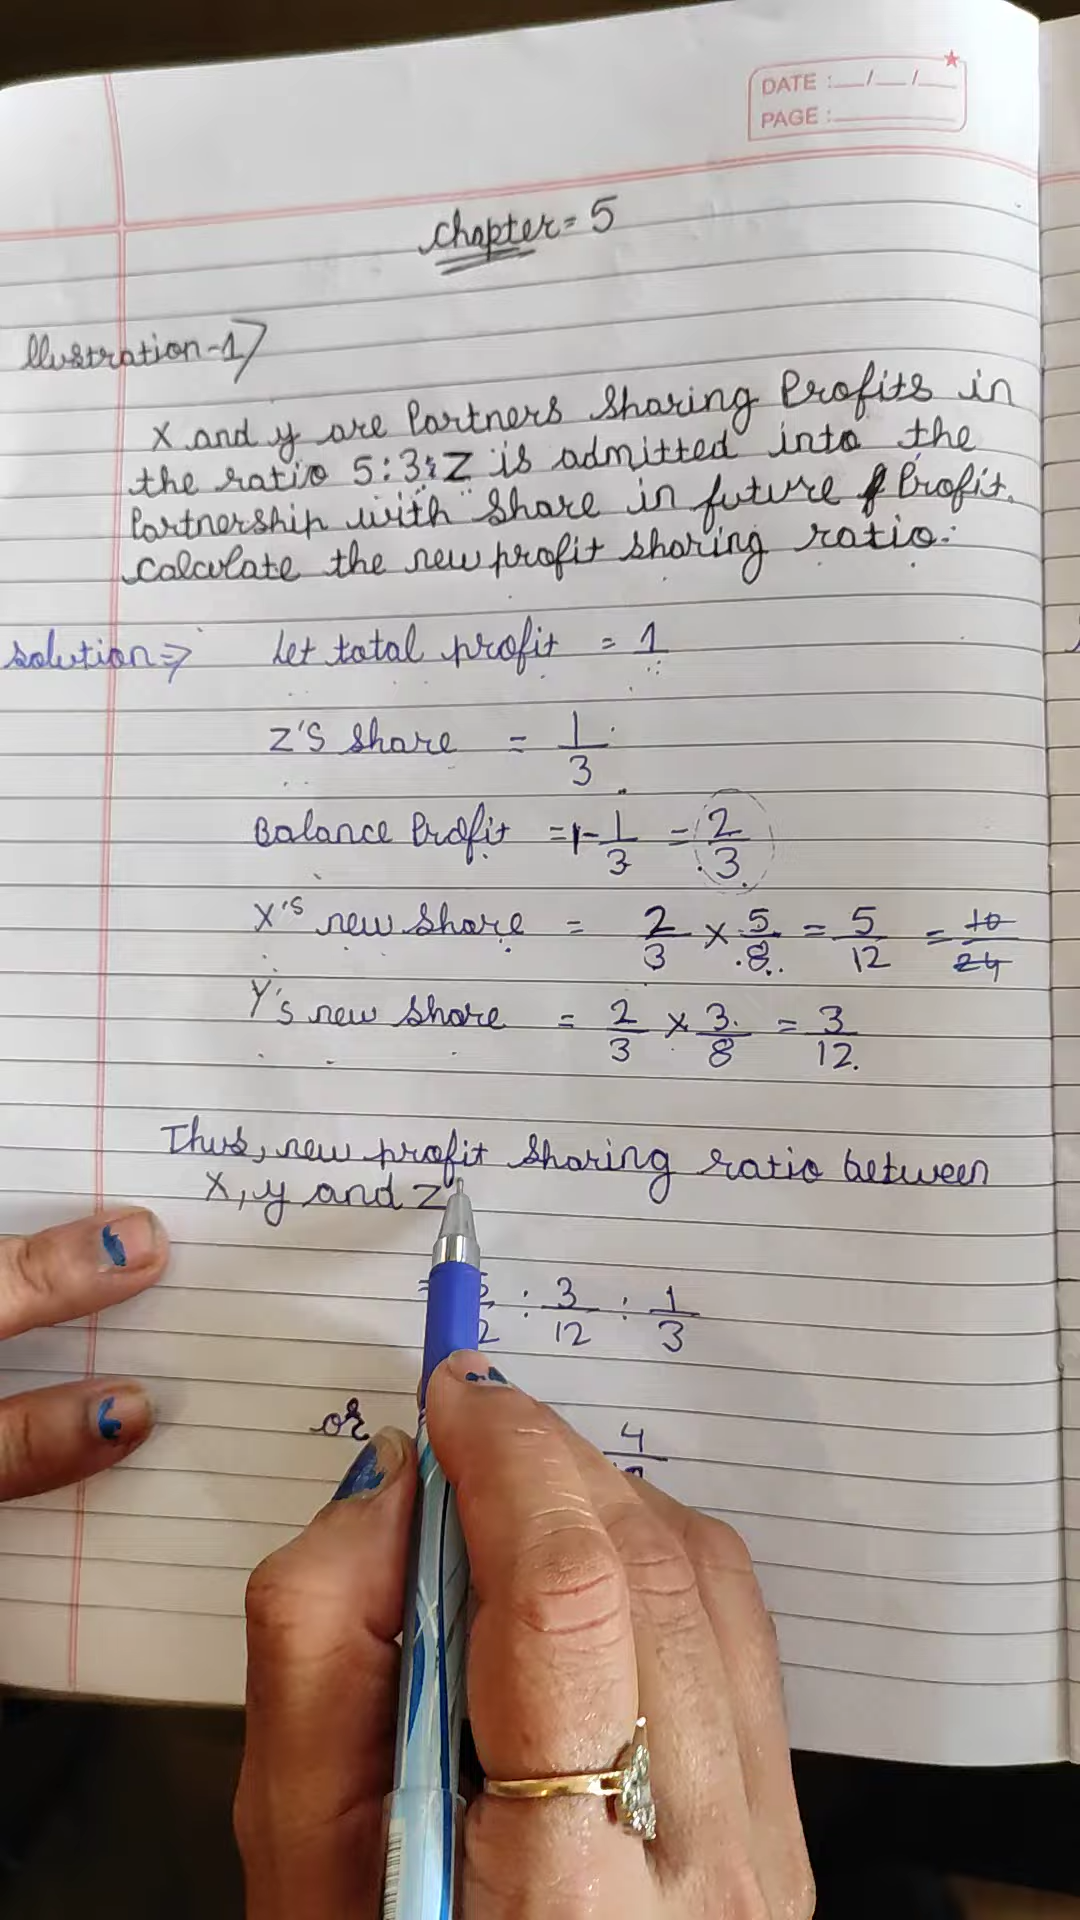 DATE : __/__/__
PAGE :
Chapter = 5
Illustration-1
X and y are Partners Sharing Profits in
the ratio 5:3; Z is admitted into the
Partnership with Share in future Profit.
Calculate the new profit sharing ratio.
Solution ⇒ Let total profit = 1
Z'S Share = 1/3
Balance Profit = 1 - 1/3 = 2/3
X's new Share = 2/3 × 5/8 = 5/12 = 10/24
Y's new Share = 2/3 × 3/8 = 3/12
Thus, new profit Sharing ratio between
X, y and Z
= : 3/12 : 1/3
or 4